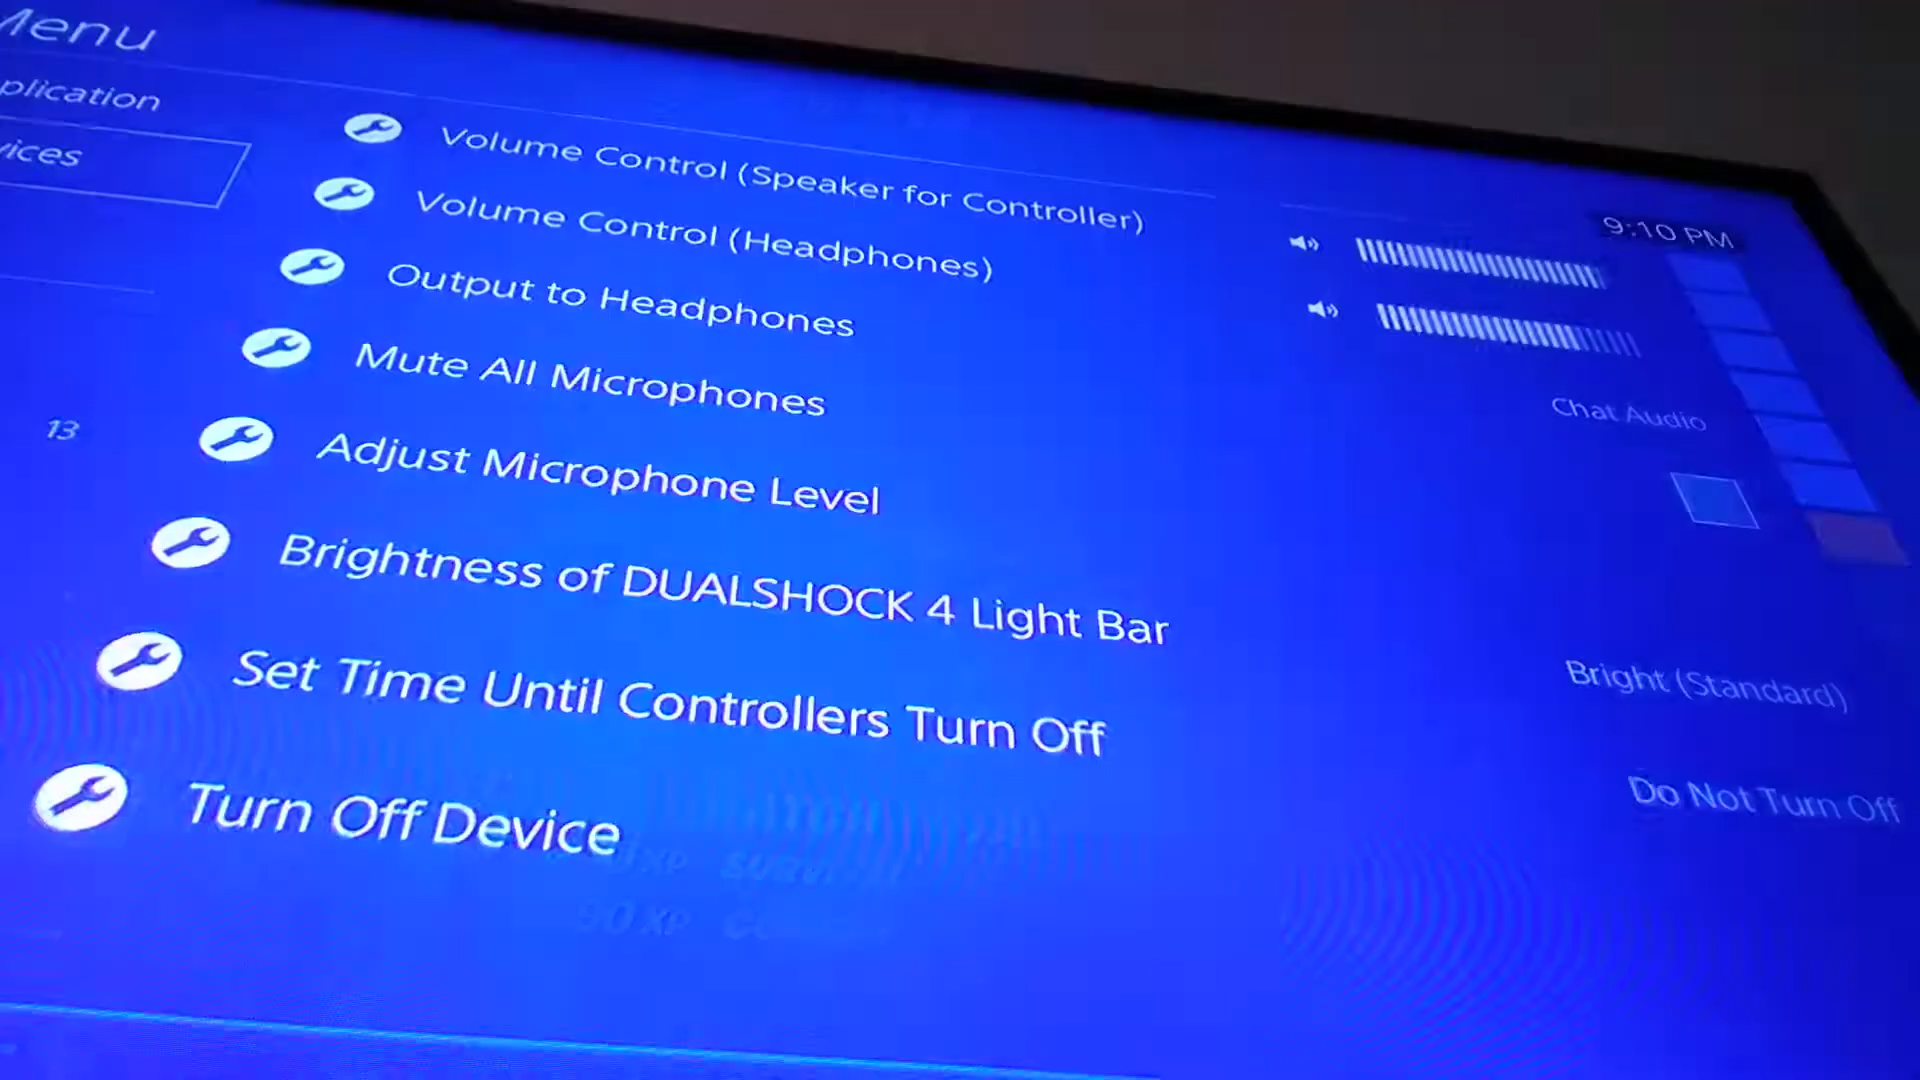 Menu
plication
vices
13
Volume Control (Speaker for Controller)
Volume Control (Headphones)
Output to Headphones
Chat Audio
Mute All Microphones
Adjust Microphone Level
Brightness of DUALSHOCK 4 Light Bar
Bright (Standard)
Set Time Until Controllers Turn Off
Do Not Turn Off
Turn Off Device
9:10 PM
XP
XP